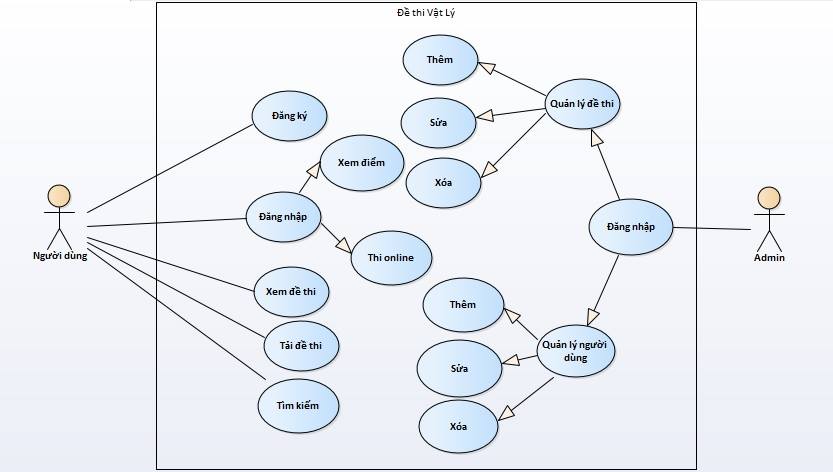 Đề thi Vật Lý
Thêm
Quản lý đề thi
Đăng ký
Sửa
Xem điểm
Xóa
Đăng nhập
Đăng nhập
Người dùng
Admin
Thi online
Xem đề thi
Thêm
Tải đề thi
Quản lý người
dùng
Sửa
Tìm kiếm
Xóa